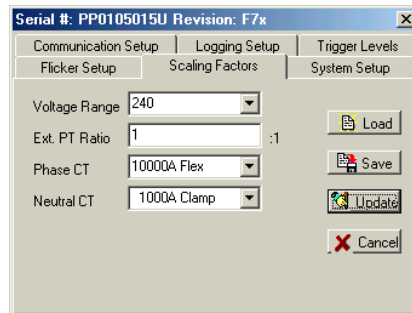 Serial #: PP0105015U Revision: F7x
Communication Setup Logging Setup Trigger Levels
Flicker Setup Scaling Factors System Setup
Voltage Range 240
Load
Ext. PT Ratio 1 :1
Phase CT 10000A Flex
Save
Neutral CT 1000A Clamp
Update
Cancel